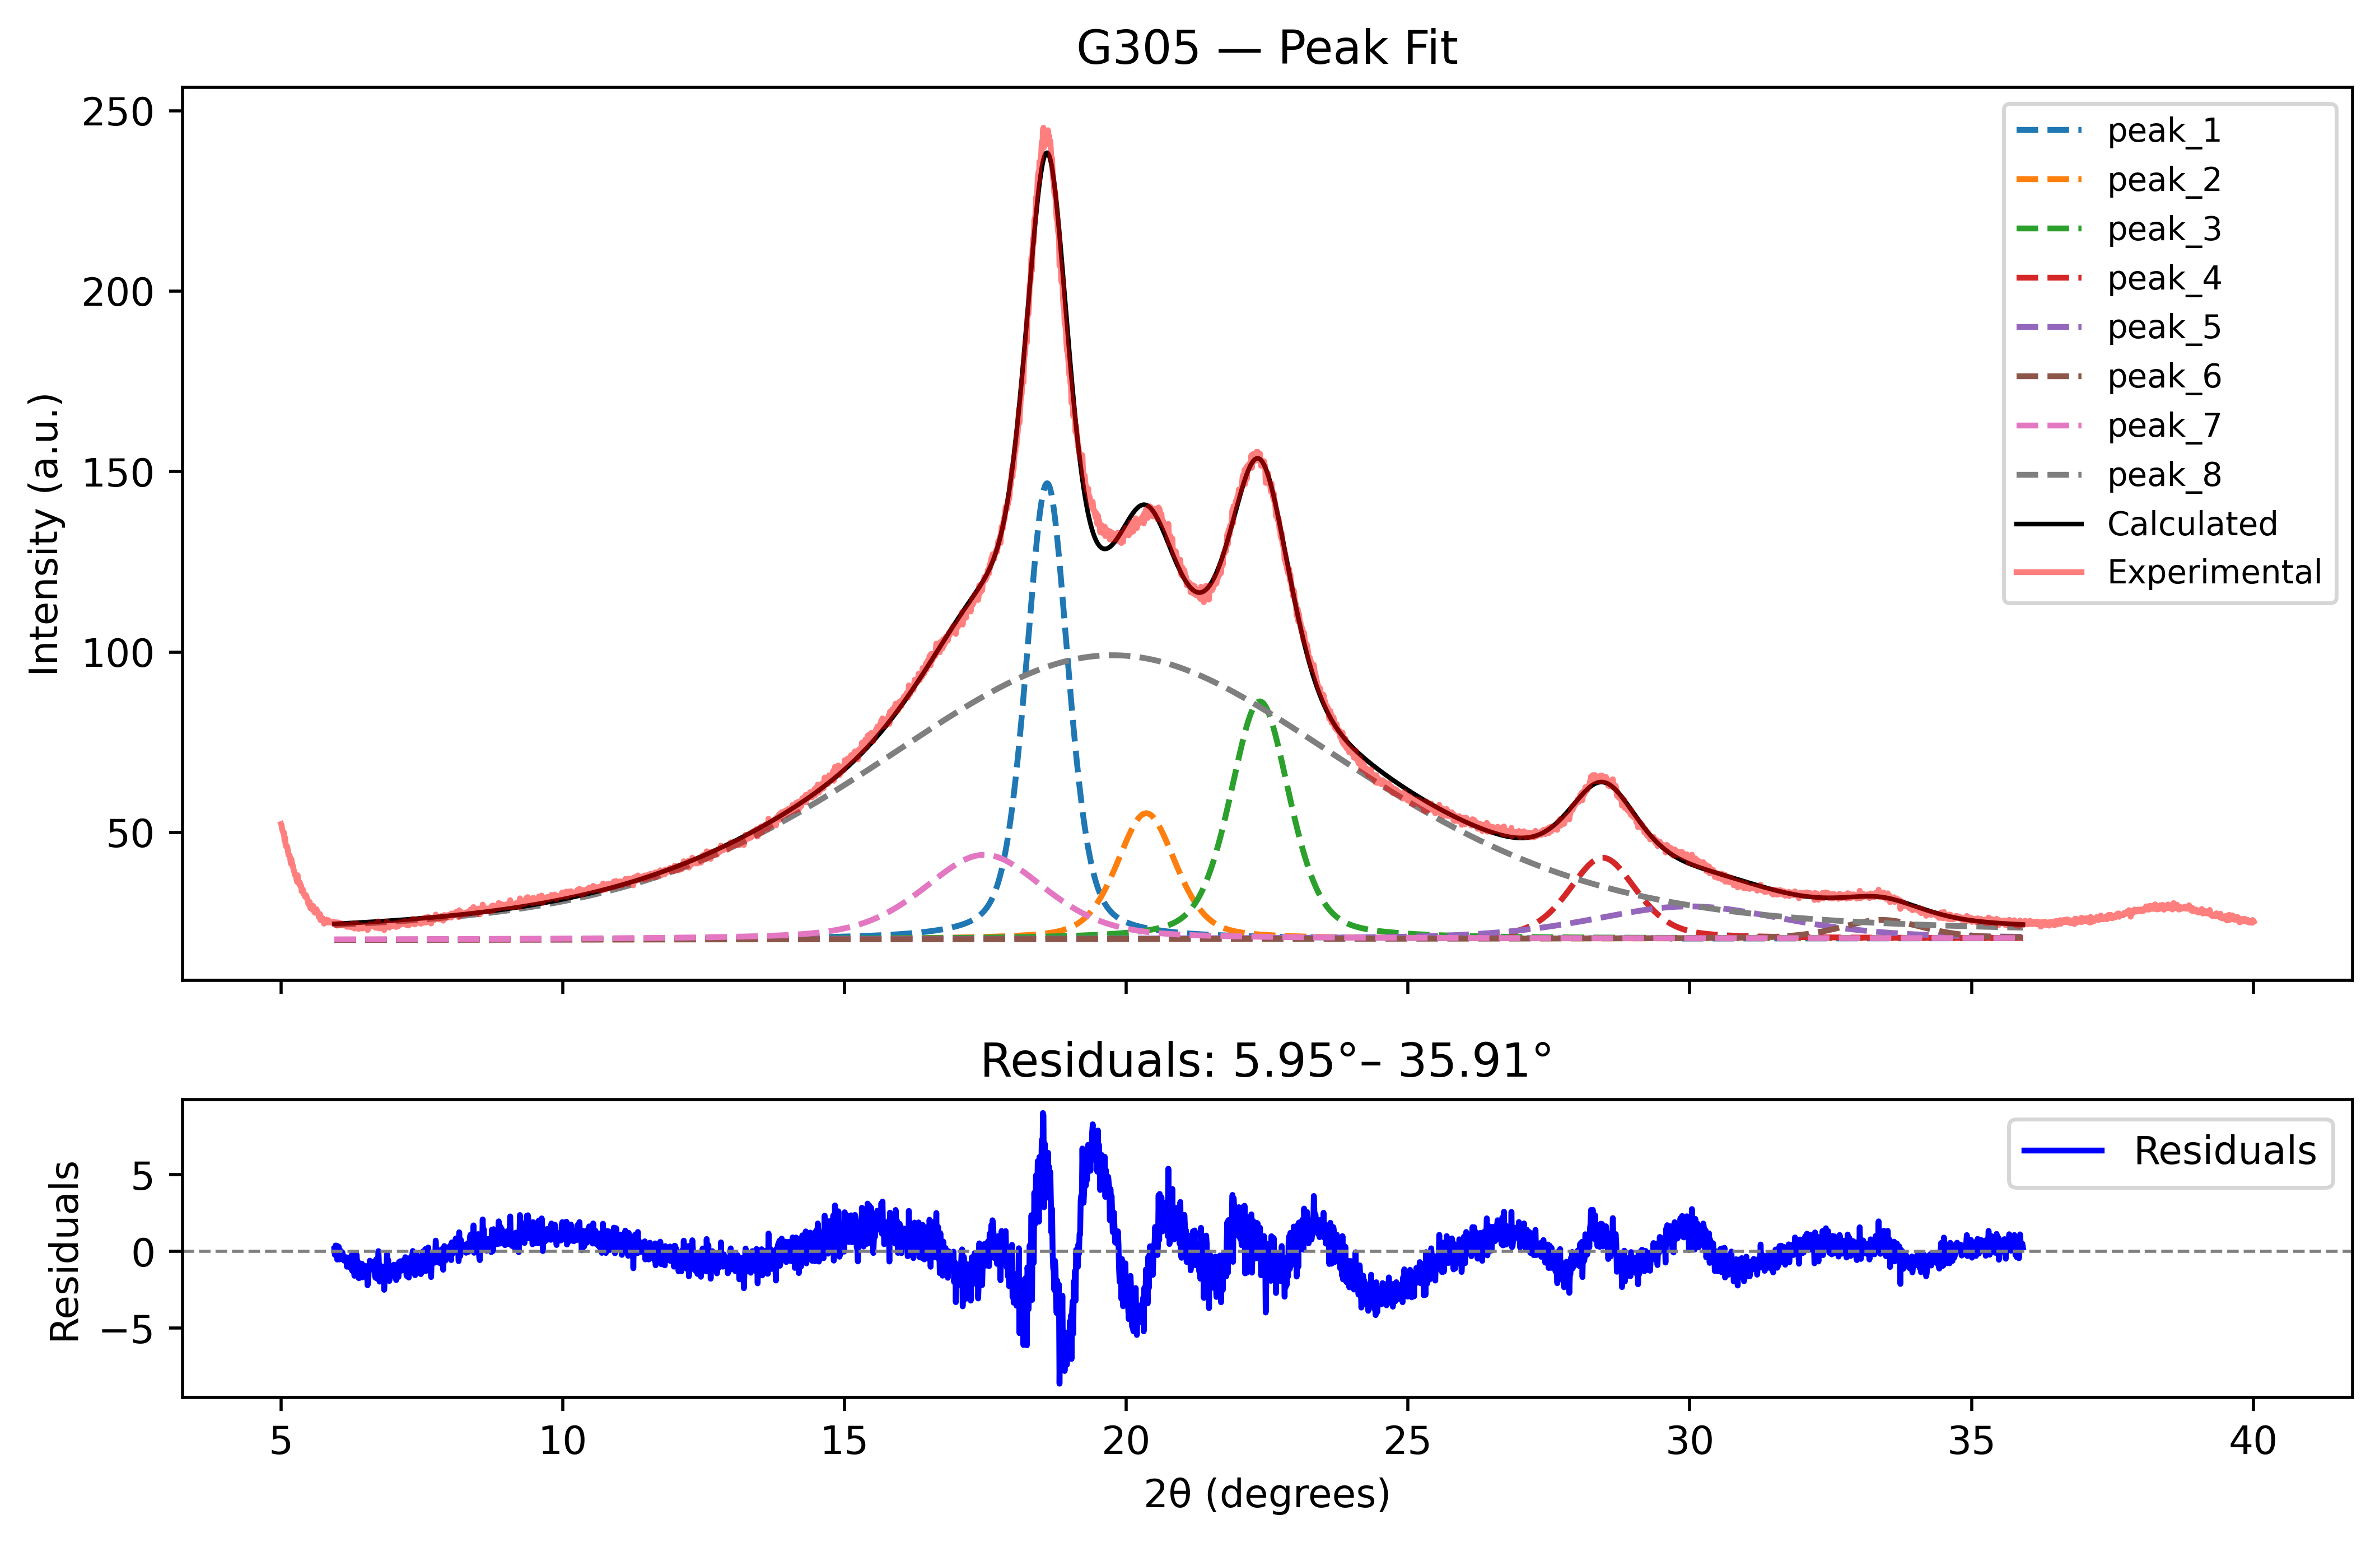 G305 — Peak Fit
250
200
150
100
50
Intensity (a.u.)
peak_1
peak_2
peak_3
peak_4
peak_5
peak_6
peak_7
peak_8
Calculated
Experimental
Residuals: 5.95°– 35.91°
5
0
−5
Residuals
Residuals
5 10 15 20 25 30 35 40
2θ (degrees)